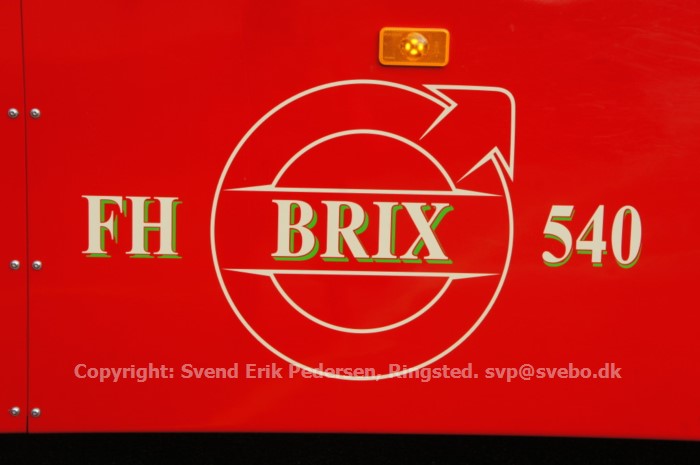 FH BRIX 540
Copyright: Svend Erik Pedersen, Ringsted. svp@svebo.dk